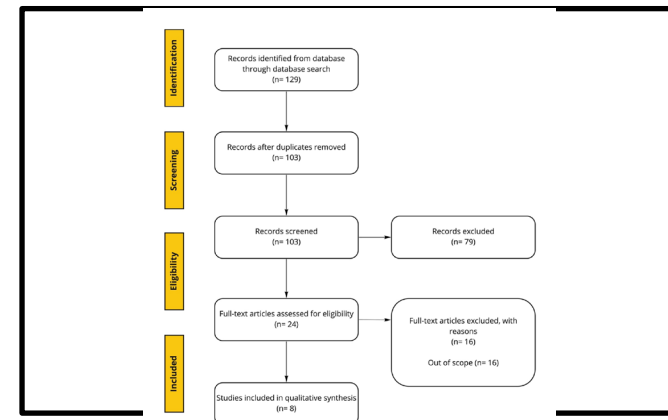 Identification
Records identified from database
through database search
(n= 129)
Screening
Records after duplicates removed
(n= 103)
Records screened
(n= 103)
Records excluded
(n= 79)
Eligibility
Full-text articles assessed for eligibility
(n= 24)
Full-text articles excluded, with
reasons
(n= 16)
Out of scope (n= 16)
Included
Studies included in qualitative synthesis
(n= 8)